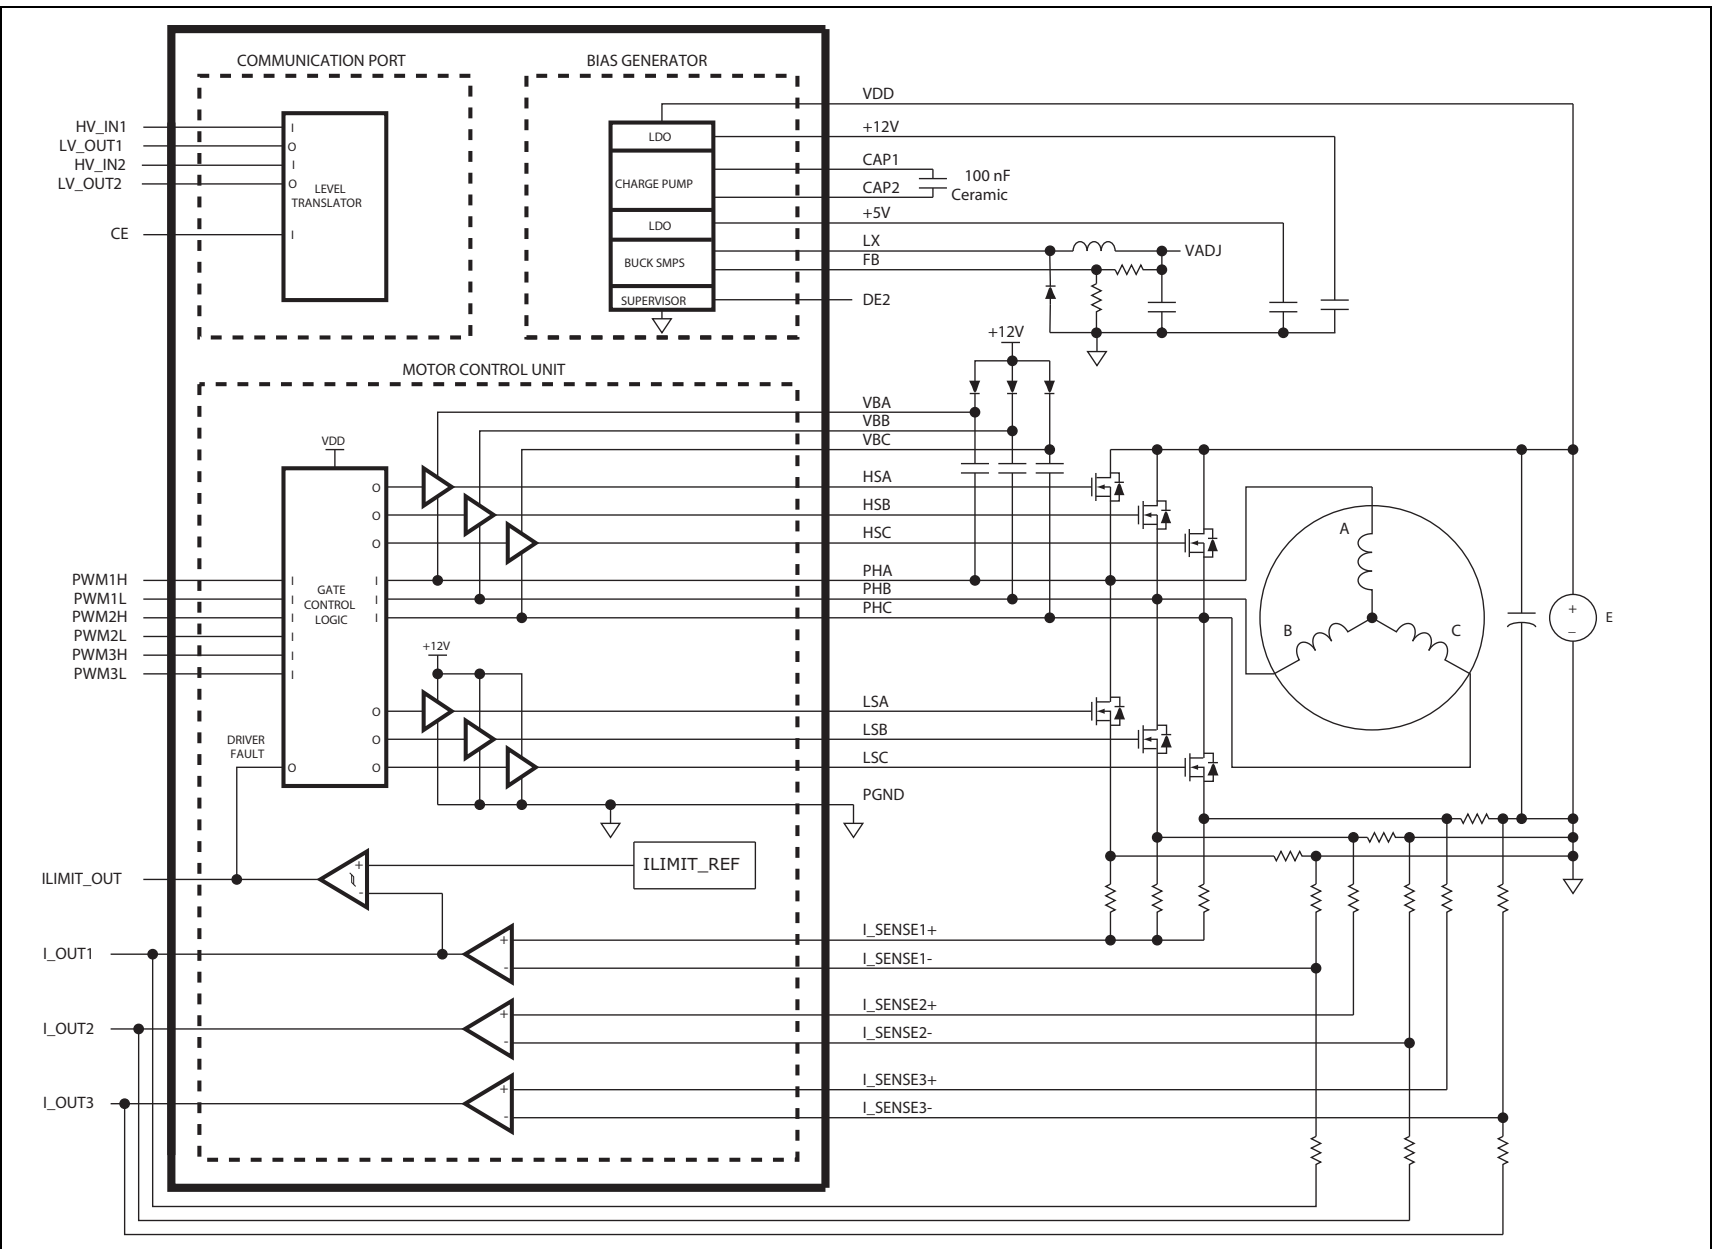 COMMUNICATION PORT
BIAS GENERATOR
HV_IN1
LV_OUT1
HV_IN2
LV_OUT2
CE
I
O
I
O
I
LEVEL
TRANSLATOR
LDO
CHARGE PUMP
LDO
BUCK SMPS
SUPERVISOR
VDD
+12V
CAP1
CAP2
100 nF
Ceramic
+5V
LX
FB
VADJ
DE2
+12V
MOTOR CONTROL UNIT
VDD
VBA
VBB
VBC
HSA
HSB
HSC
PHA
PHB
PHC
O
O
O
I
I
I
PWM1H
PWM1L
PWM2H
PWM2L
PWM3H
PWM3L
I
I
I
I
I
I
GATE
CONTROL
LOGIC
+12V
O
O
O
O
DRIVER
FAULT
LSA
LSB
LSC
PGND
A
B
C
+
–
E
ILIMIT_OUT
+
-
ILIMIT_REF
I_OUT1
+
-
I_SENSE1+
I_SENSE1-
I_OUT2
+
-
I_SENSE2+
I_SENSE2-
I_OUT3
+
-
I_SENSE3+
I_SENSE3-